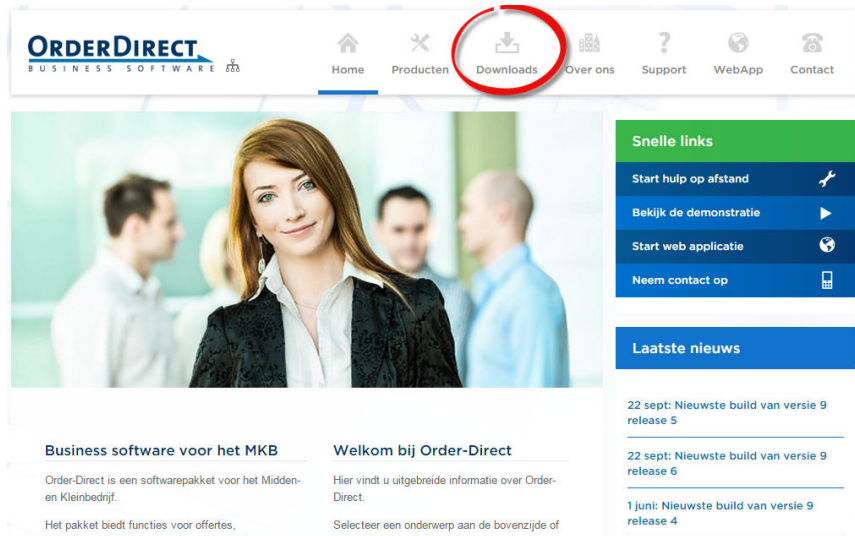 ORDERDIRECT
BUSINESS SOFTWARE
Home
Producten
Downloads
Over ons
Support
WebApp
Contact
Snelle links
Start hulp op afstand
Bekijk de demonstratie
Start web applicatie
Neem contact op
Laatste nieuws
22 sept: Nieuwste build van versie 9
release 5
22 sept: Nieuwste build van versie 9
release 6
1 juni: Nieuwste build van versie 9
release 4
Business software voor het MKB
Order-Direct is een softwarepakket voor het Midden-
en Kleinbedrijf.
Het pakket biedt functies voor offertes,
Welkom bij Order-Direct
Hier vindt u uitgebreide informatie over Order-
Direct.
Selecteer een onderwerp aan de bovenzijde of